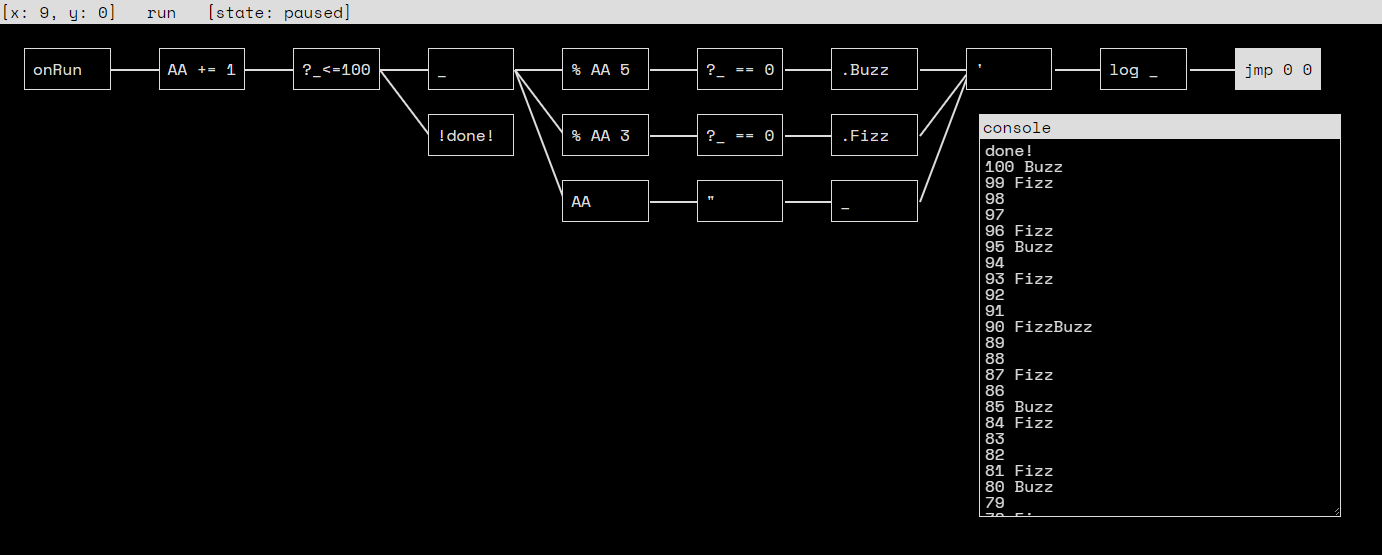 [x: 9, y: 0] run [state: paused]
onRun AA += 1 ?_<=100 _ % AA 5 ?_ == 0 .Buzz ' log _ jmp 0 0
!done! % AA 3 ?_ == 0 .Fizz
AA " _
console
done!
100 Buzz
99 Fizz
98
97
96 Fizz
95 Buzz
94
93 Fizz
92
91
90 FizzBuzz
89
88
87 Fizz
86
85 Buzz
84 Fizz
83
82
81 Fizz
80 Buzz
79